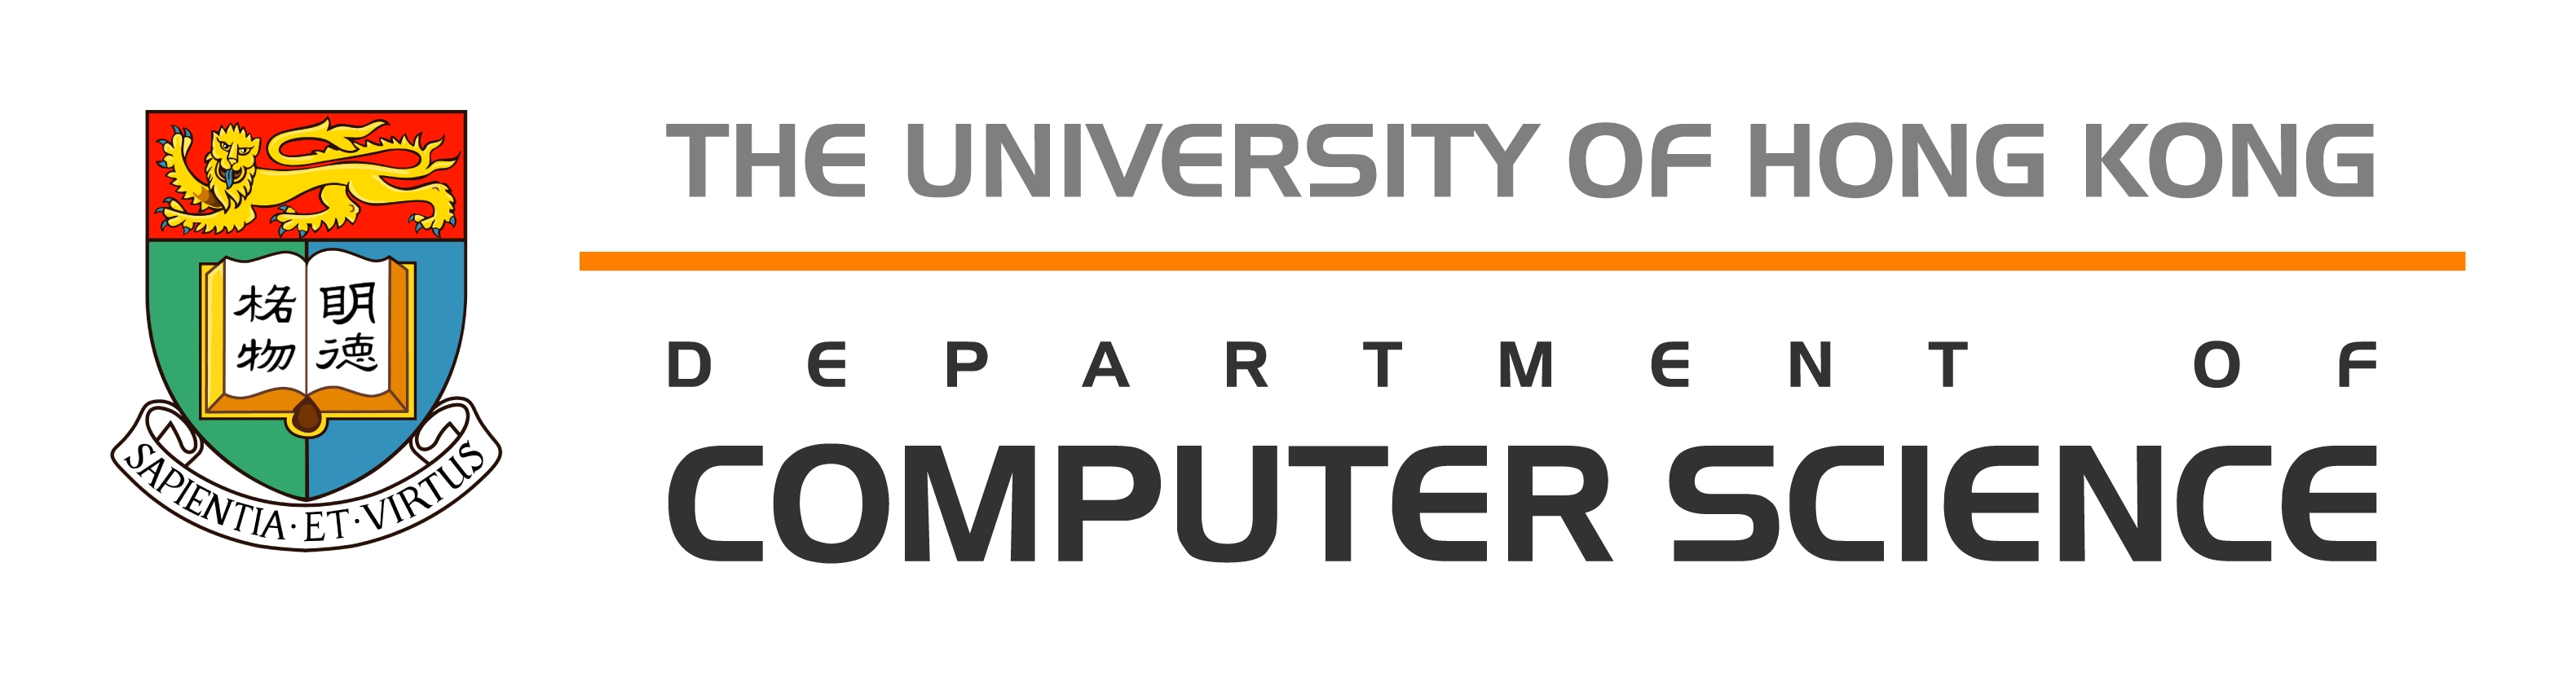 明德
格物
SAPIENTIA·ET·VIRTUS
THE UNIVERSITY OF HONG KONG
DEPARTMENT OF
COMPUTER SCIENCE